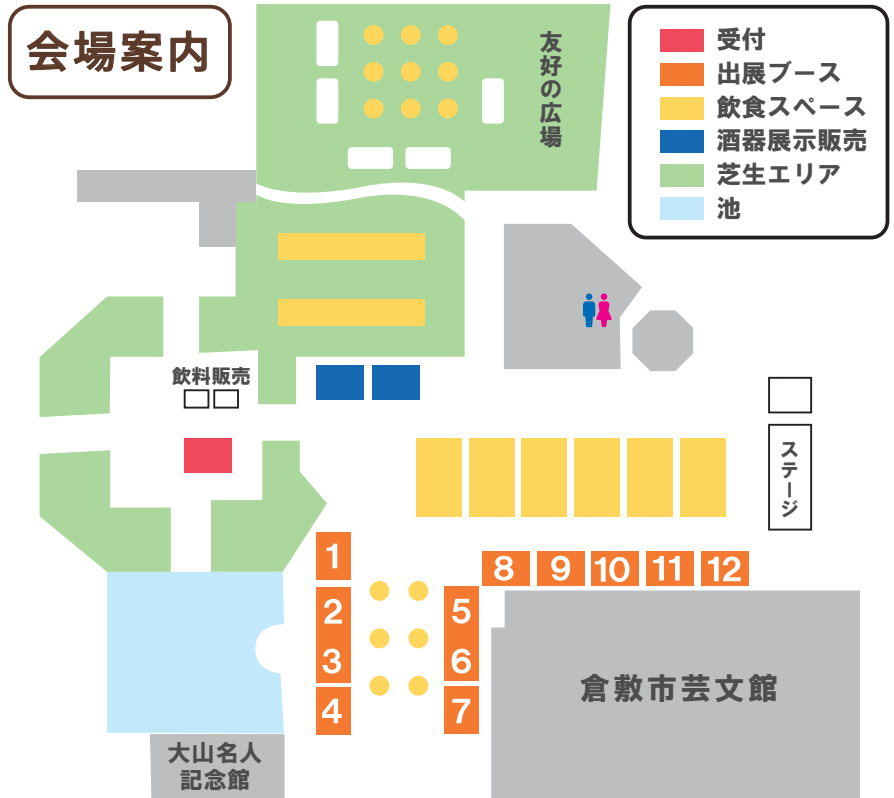 会場案内
友好の広場
受付
出展ブース
飲食スペース
酒器展示販売
芝生エリア
池
飲料販売
ステージ
1
2
3
4
5
6
7
8
9
10
11
12
倉敷市芸文館
大山名人
記念館